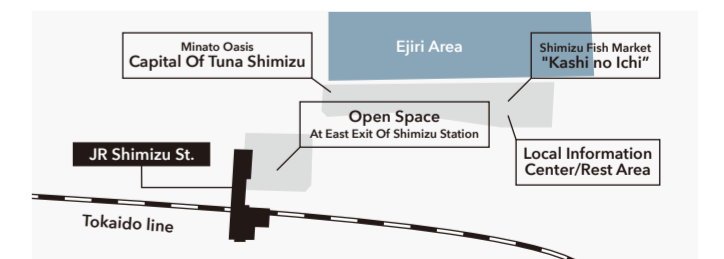 Minato Oasis
Capital Of Tuna Shimizu
Ejiri Area
Shimizu Fish Market
"Kashi no Ichi”
Open Space
At East Exit Of Shimizu Station
JR Shimizu St.
Local Information
Center/Rest Area
Tokaido line